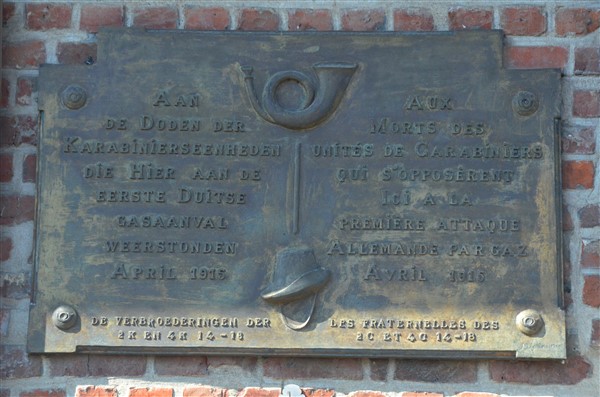 AAN
DE DODEN DER
KARABINIERSEENHEDEN
DIE HIER AAN DE
EERSTE DUITSE
GASAANVAL
WEERSTONDEN
APRIL 1915
AUX
MORTS DES
UNITÉS DE CARABINIERS
QUI S'OPPOSÈRENT
ICI A LA
PREMIÈRE ATTAQUE
ALLEMANDE PAR GAZ
AVRIL 1915
DE VERBROEDERINGEN DER
2K EN 4K 14-18
LES FRATERNELLES DES
2C ET 4C 14-18